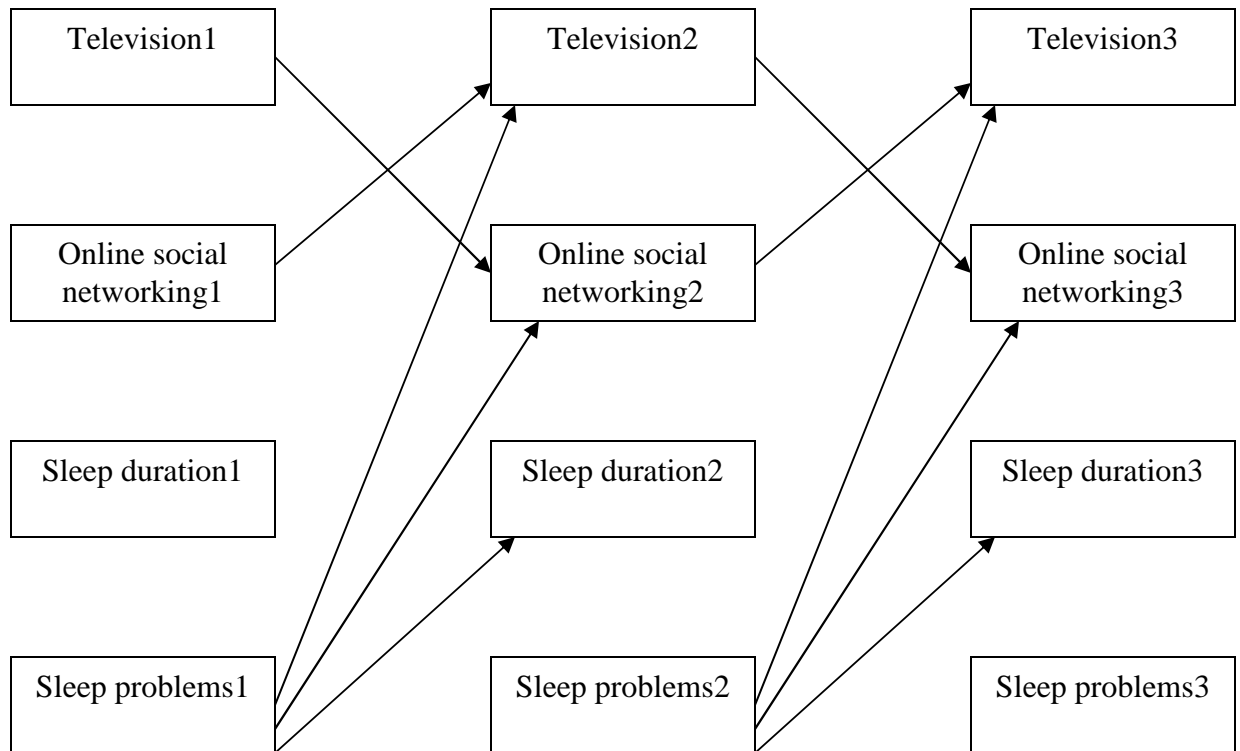 Television1
Television2
Television3
Online social
networking1
Online social
networking2
Online social
networking3
Sleep duration1
Sleep duration2
Sleep duration3
Sleep problems1
Sleep problems2
Sleep problems3